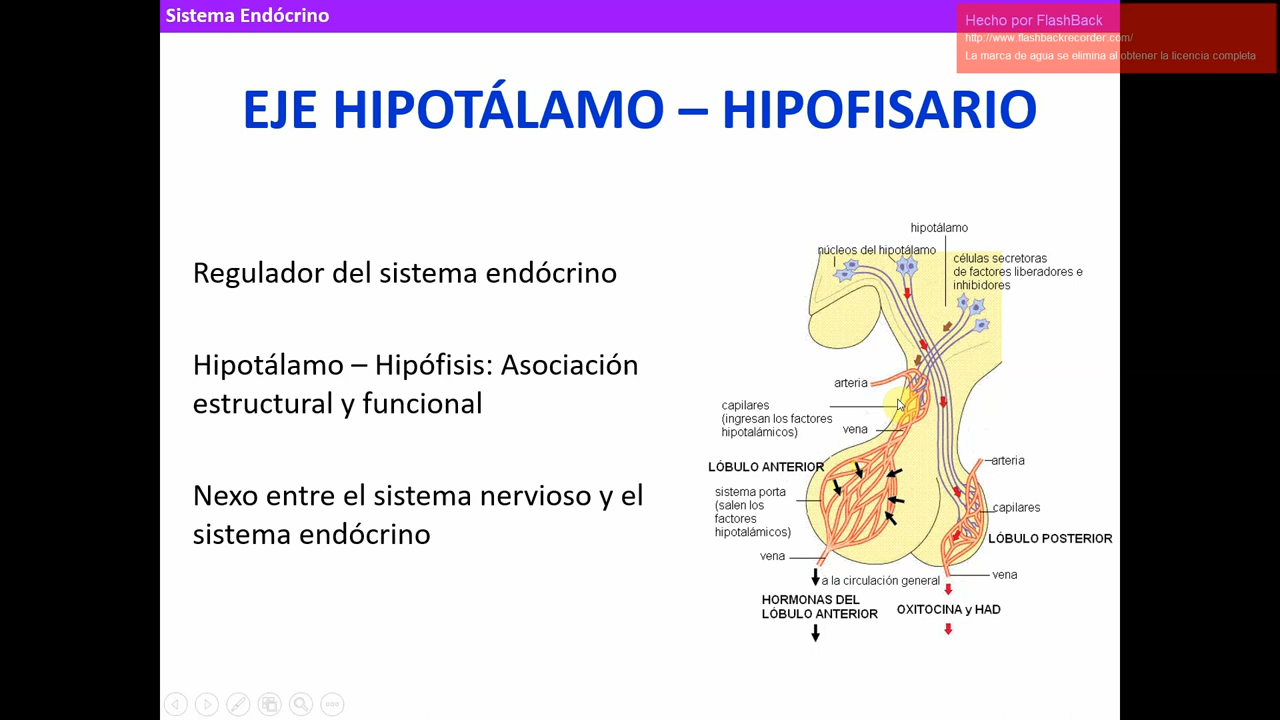 Sistema Endócrino
Hecho por FlashBack
http://www.flashbackrecorder.com/
La marca de agua se elimina al obtener la licencia completa
EJE HIPOTÁLAMO – HIPOFISARIO
Regulador del sistema endócrino
Hipotálamo – Hipófisis: Asociación
estructural y funcional
Nexo entre el sistema nervioso y el
sistema endócrino
hipotálamo
núcleos del hipotálamo
células secretoras
de factores liberadores e
inhibidores
arteria
capilares
(ingresan los factores
hipotalámicos)
vena
LÓBULO ANTERIOR
arteria
sistema porta
(salen los
factores
hipotalámicos)
capilares
LÓBULO POSTERIOR
vena
vena
a la circulación general
HORMONAS DEL
LÓBULO ANTERIOR
OXITOCINA y HAD